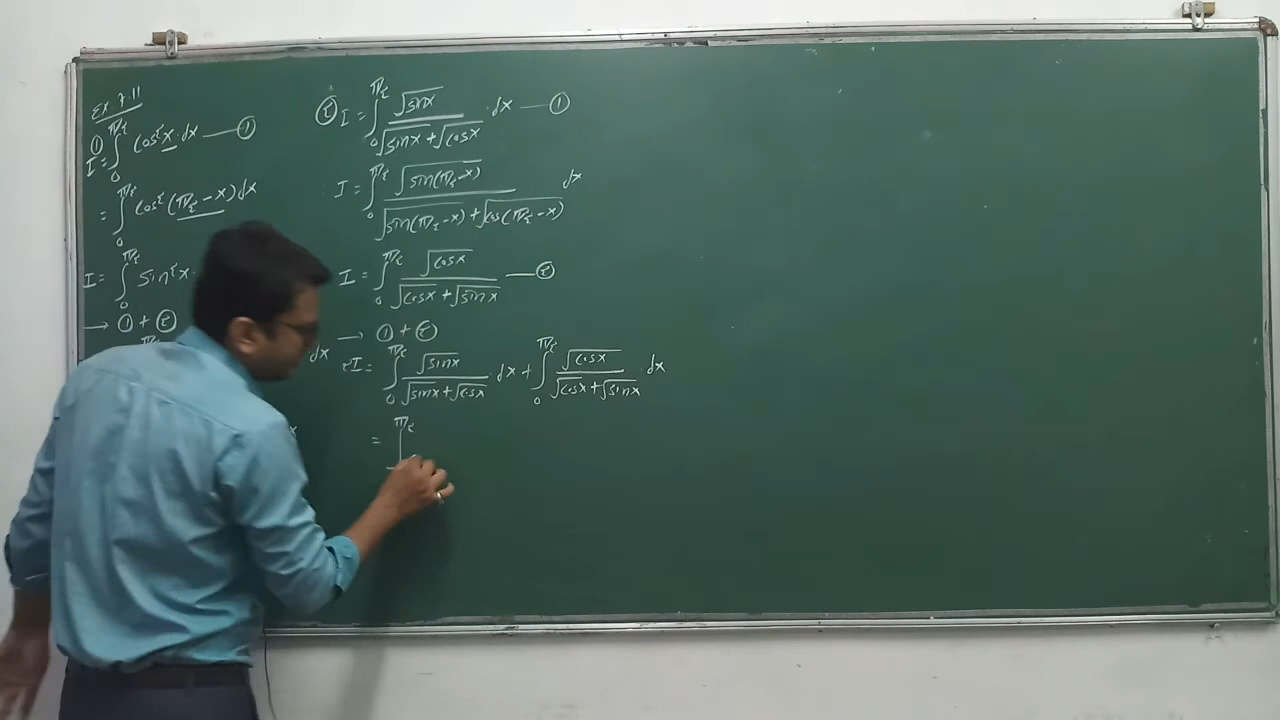 Ex. 7.11
① I = ∫₀^(π/2) cos²x · dx —— ①
= ∫₀^(π/2) cos²(π/2 − x) dx
I = ∫₀^(π/2) sin²x ·
→ ① + ②
π/2
dx
x
② I = ∫₀^(π/2) √sinx / (√sinx + √cosx) · dx — ①
I = ∫₀^(π/2) √sin(π/2 − x) / (√sin(π/2 − x) + √cos(π/2 − x)) dx
I = ∫₀^(π/2) √cosx / (√cosx + √sinx) — ②
→ ① + ②
2I = ∫₀^(π/2) √sinx / (√sinx + √cosx) · dx + ∫₀^(π/2) √cosx / (√cosx + √sinx) · dx
= ∫^(π/2)